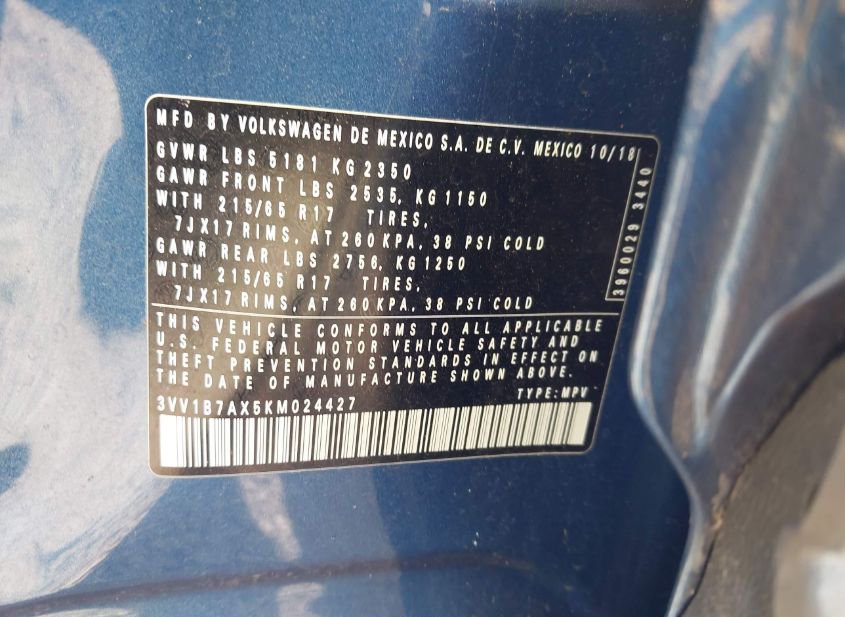 MFD BY VOLKSWAGEN DE MEXICO S.A. DE C.V. MEXICO 10/18
GVWR LBS 5181 KG 2350
GAWR FRONT LBS 2535, KG 1150
WITH 215/65 R17 TIRES,
7JX17 RIMS, AT 260 KPA, 38 PSI COLD
GAWR REAR LBS 2756, KG 1250
WITH 215/65 R17 TIRES,
7JX17 RIMS, AT 260 KPA, 38 PSI COLD
3960029 3440
THIS VEHICLE CONFORMS TO ALL APPLICABLE
U.S. FEDERAL MOTOR VEHICLE SAFETY AND
THEFT PREVENTION STANDARDS IN EFFECT ON
THE DATE OF MANUFACTURE SHOWN ABOVE.
3VV1B7AX5KM024427 TYPE: MPV